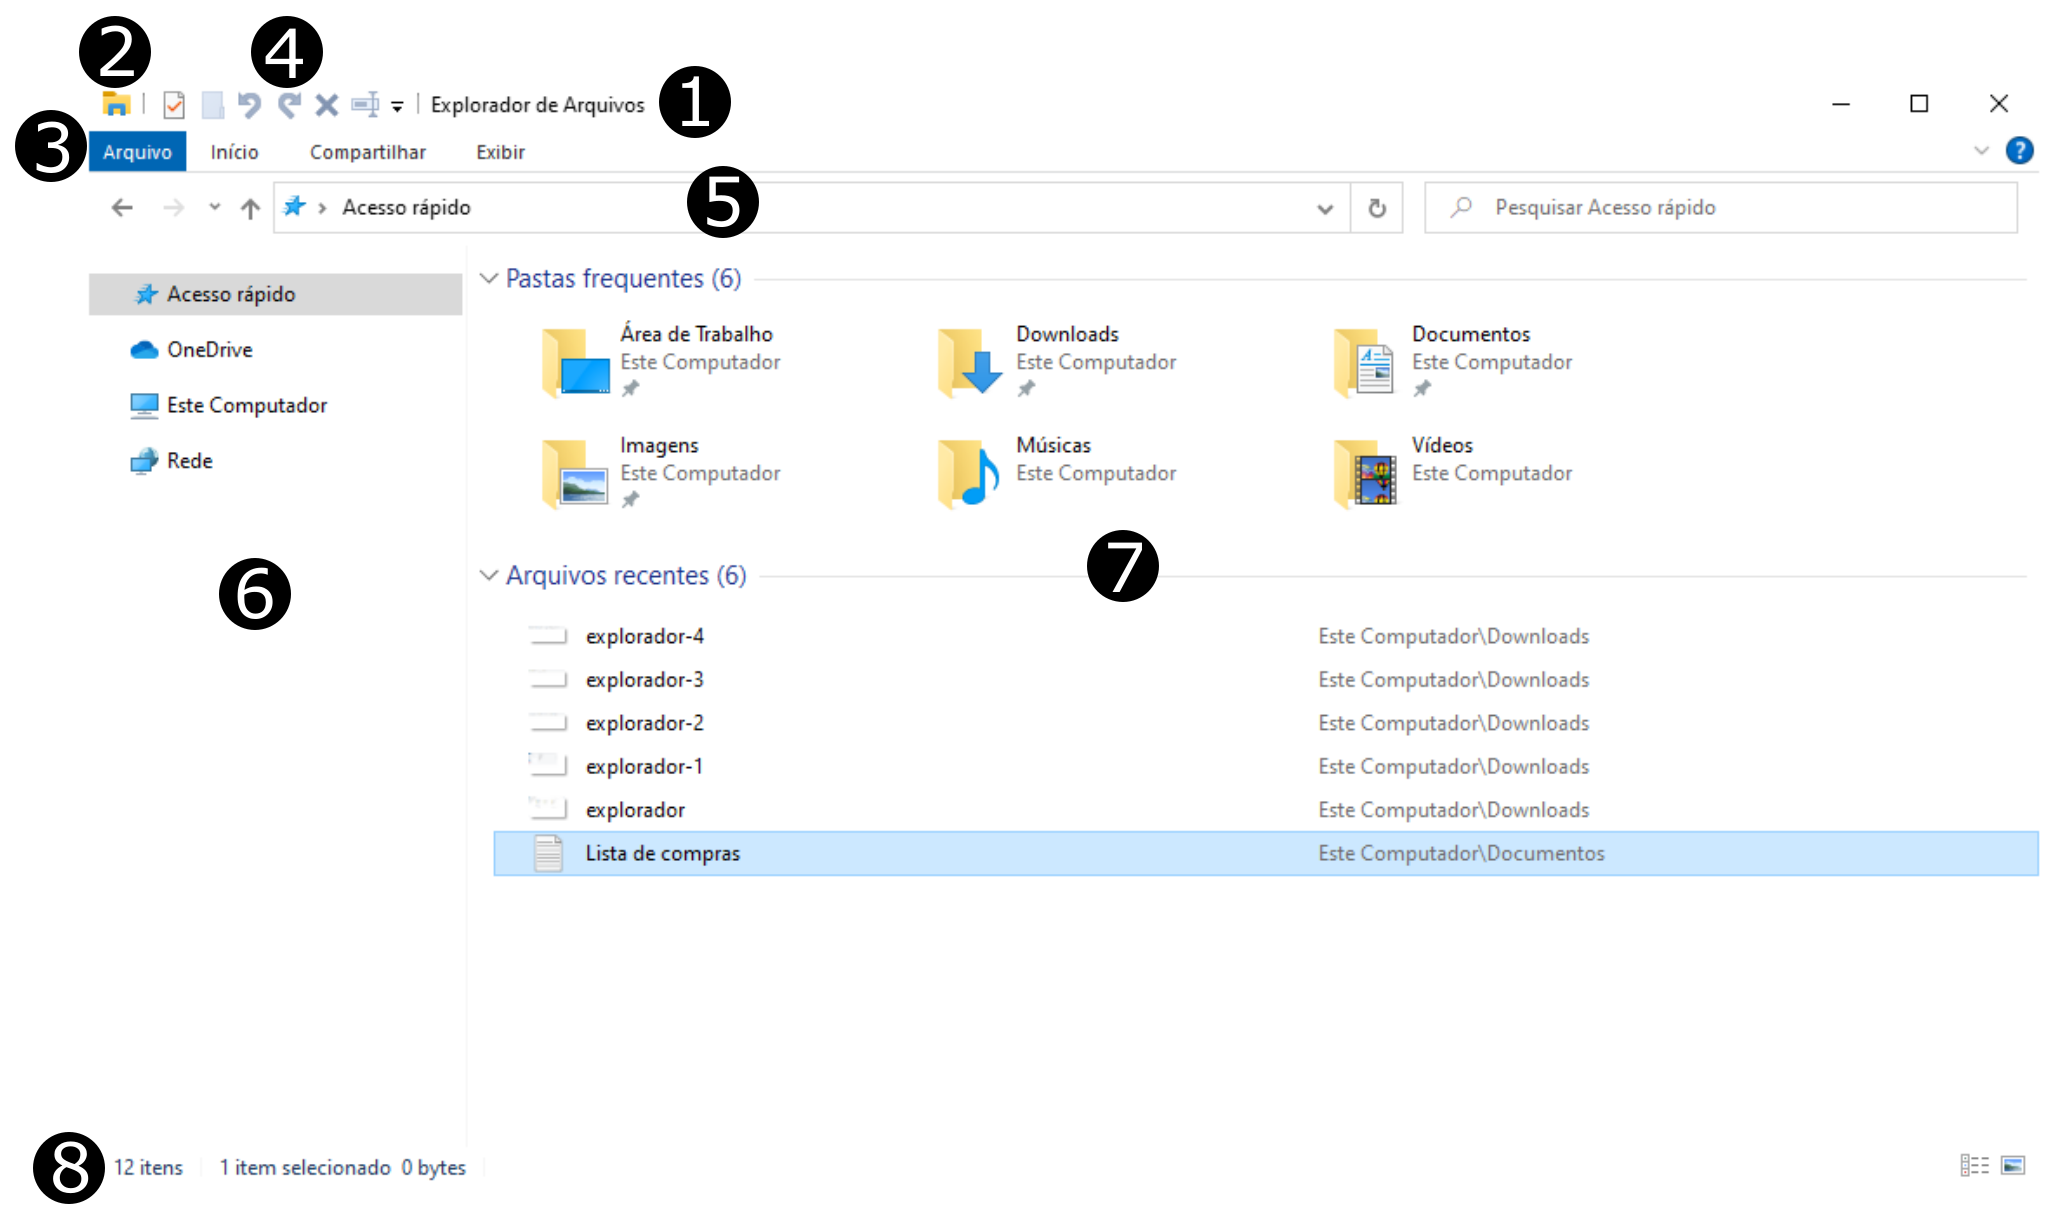 2
4
Explorador de Arquivos
1
3
Arquivo Início Compartilhar Exibir
?
Acesso rápido
5
Pesquisar Acesso rápido
Acesso rápido
OneDrive
Este Computador
Rede
6
Pastas frequentes (6)
Área de Trabalho
Este Computador
Downloads
Este Computador
Documentos
Este Computador
Imagens
Este Computador
Músicas
Este Computador
Vídeos
Este Computador
7
Arquivos recentes (6)
explorador-4 Este Computador\Downloads
explorador-3 Este Computador\Downloads
explorador-2 Este Computador\Downloads
explorador-1 Este Computador\Downloads
explorador Este Computador\Downloads
Lista de compras Este Computador\Documentos
8
12 itens 1 item selecionado 0 bytes